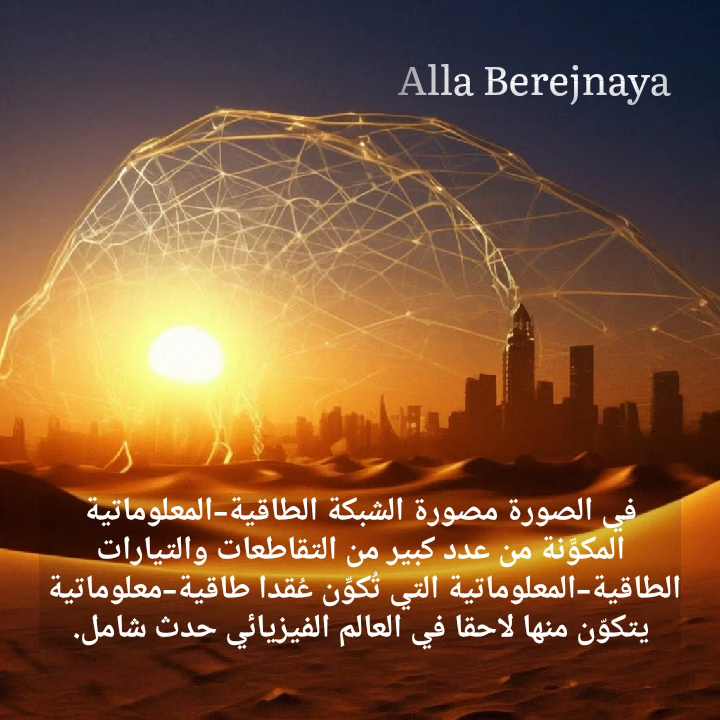 Alla Berejnaya
في الصورة مصورة الشبكة الطاقية-المعلوماتية
المكوَّنة من عدد كبير من التقاطعات والتيارات
الطاقية-المعلوماتية التي تُكوِّن عُقدا طاقية-معلوماتية
يتكوّن منها لاحقا في العالم الفيزيائي حدث شامل.